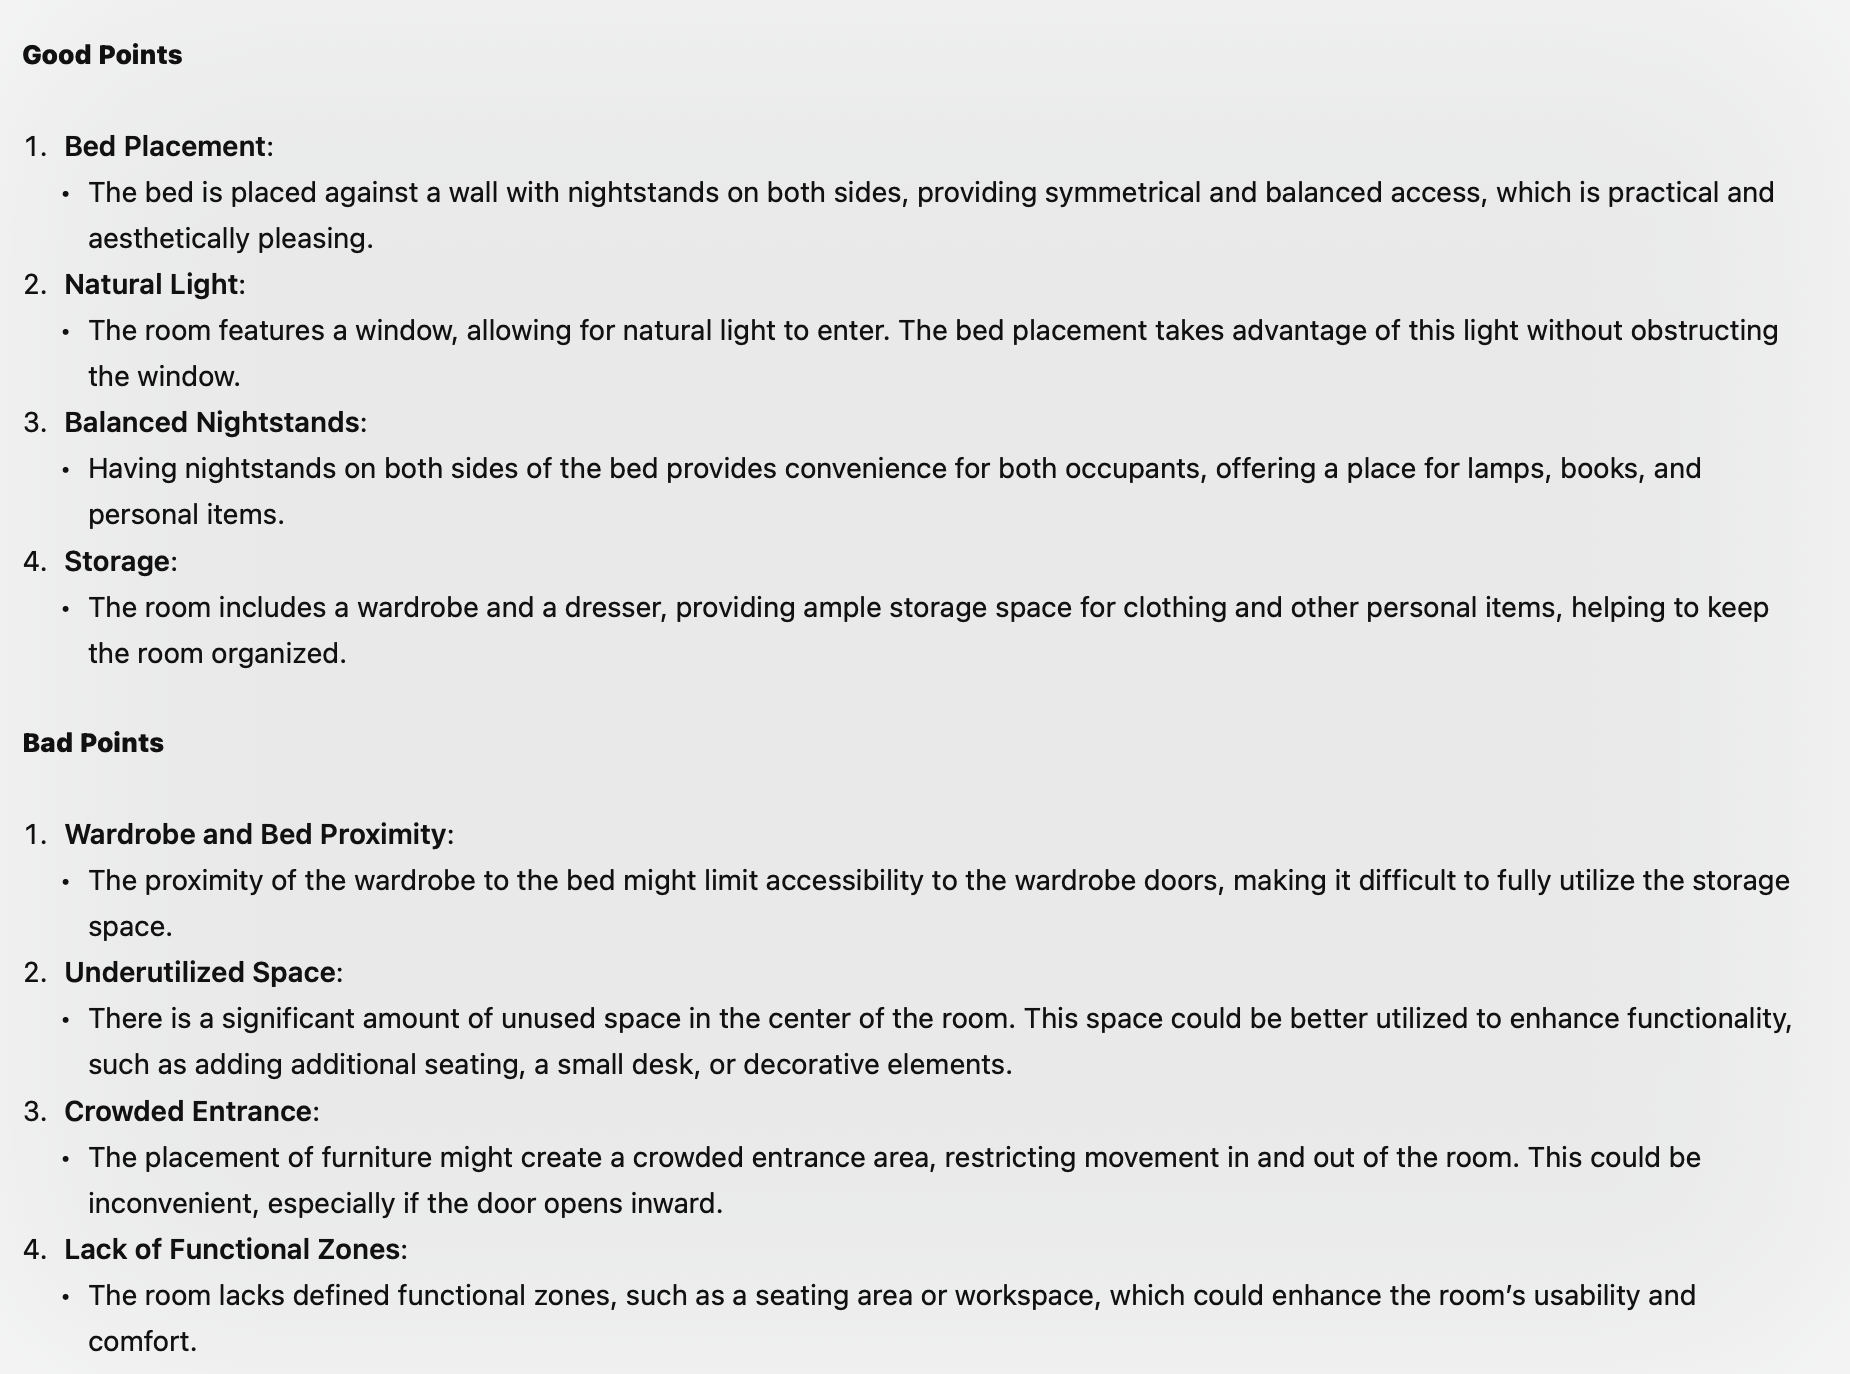 Good Points
1. Bed Placement:
• The bed is placed against a wall with nightstands on both sides, providing symmetrical and balanced access, which is practical and
aesthetically pleasing.
2. Natural Light:
• The room features a window, allowing for natural light to enter. The bed placement takes advantage of this light without obstructing
the window.
3. Balanced Nightstands:
• Having nightstands on both sides of the bed provides convenience for both occupants, offering a place for lamps, books, and
personal items.
4. Storage:
• The room includes a wardrobe and a dresser, providing ample storage space for clothing and other personal items, helping to keep
the room organized.
Bad Points
1. Wardrobe and Bed Proximity:
• The proximity of the wardrobe to the bed might limit accessibility to the wardrobe doors, making it difficult to fully utilize the storage
space.
2. Underutilized Space:
• There is a significant amount of unused space in the center of the room. This space could be better utilized to enhance functionality,
such as adding additional seating, a small desk, or decorative elements.
3. Crowded Entrance:
• The placement of furniture might create a crowded entrance area, restricting movement in and out of the room. This could be
inconvenient, especially if the door opens inward.
4. Lack of Functional Zones:
• The room lacks defined functional zones, such as a seating area or workspace, which could enhance the room’s usability and
comfort.